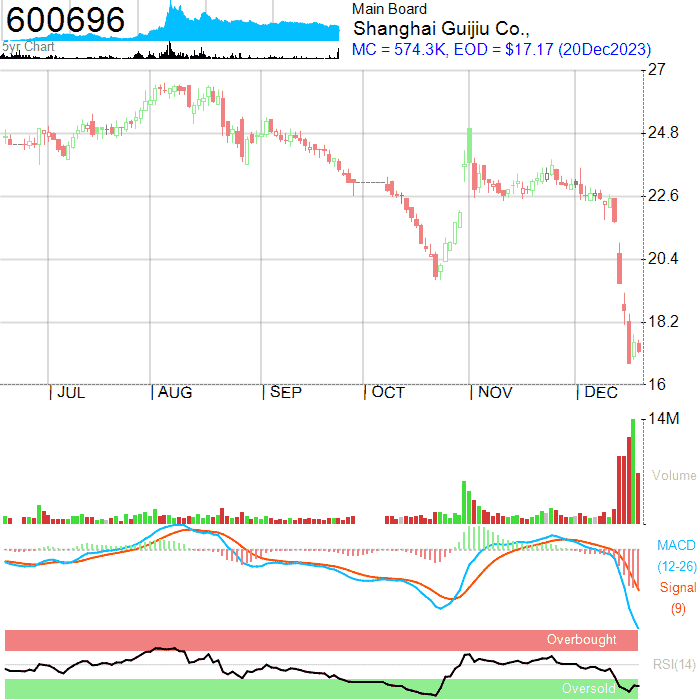 600696
5yr Chart
Main Board
Shanghai Guijiu Co.,
MC = 574.3K, EOD = $17.17 (20Dec2023)
27
24.8
22.6
20.4
18.2
16
JUL
AUG
SEP
OCT
NOV
DEC
14M
Volume
MACD
(12-26)
Signal
(9)
Overbought
RSI(14)
Oversold